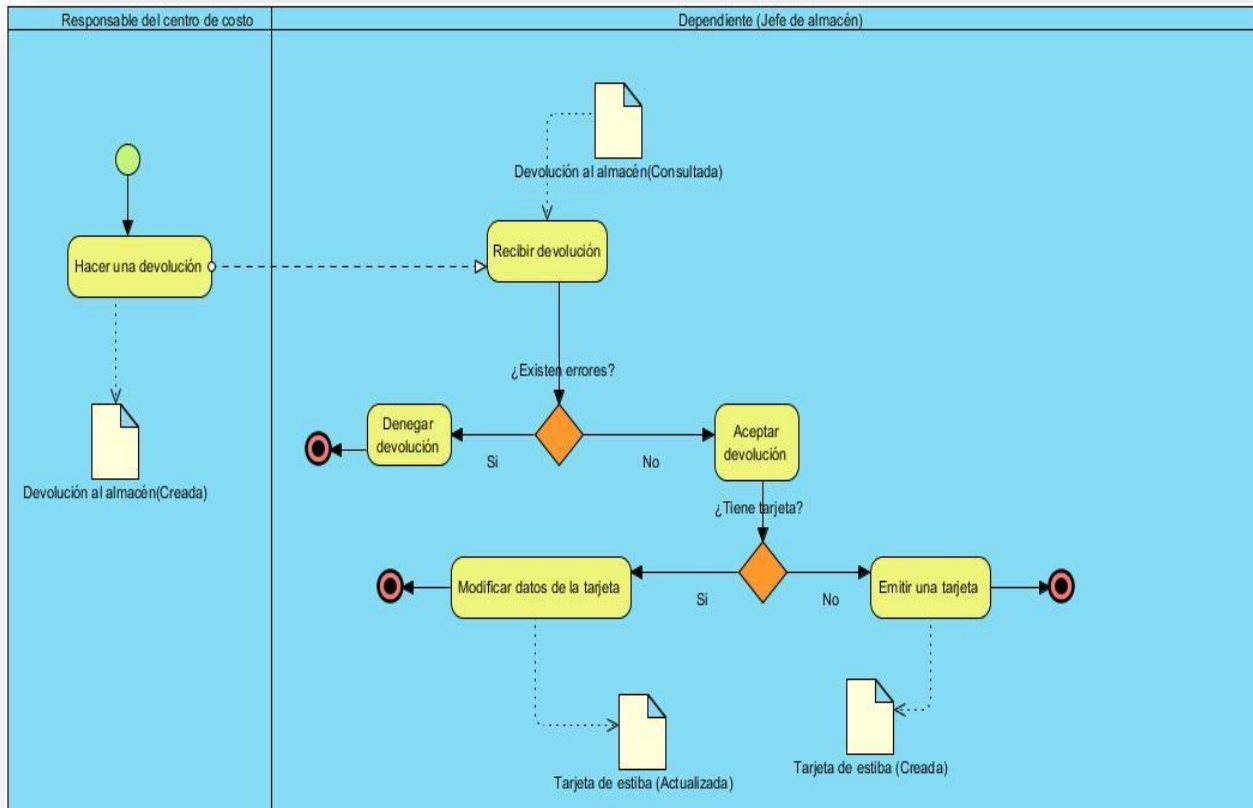 Responsable del centro de costo
Dependiente (Jefe de almacén)
Devolución al almacén(Consultada)
Hacer una devolución
Recibir devolución
¿Existen errores?
Denegar
devolución
Si
No
Aceptar
devolución
Devolución al almacén(Creada)
¿Tiene tarjeta?
Modificar datos de la tarjeta
Si
No
Emitir una tarjeta
Tarjeta de estiba (Actualizada)
Tarjeta de estiba (Creada)